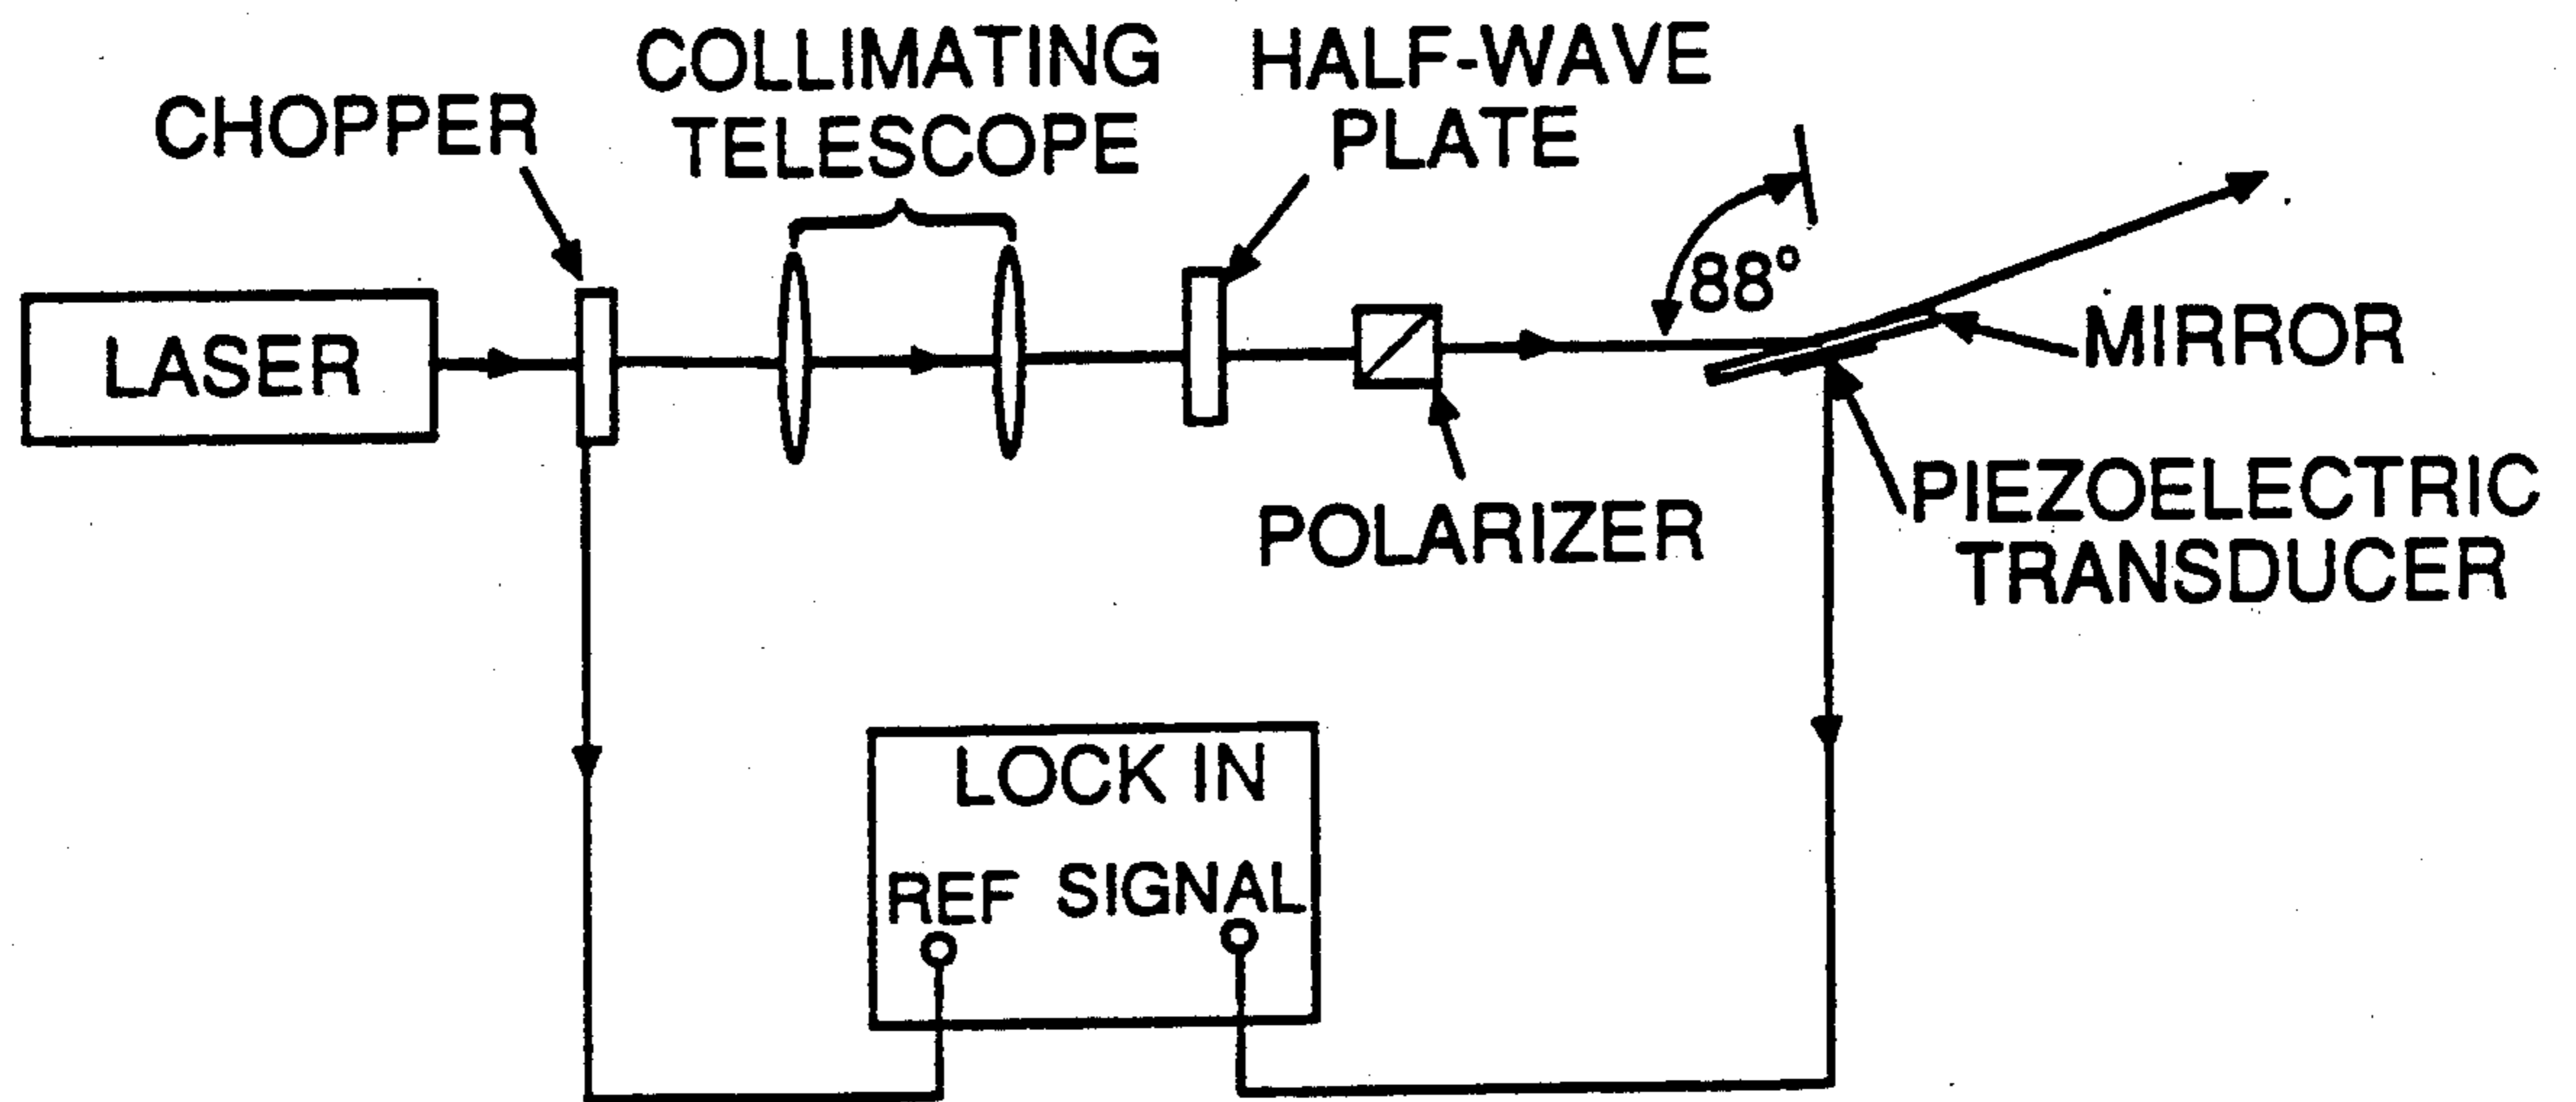 COLLIMATING
TELESCOPE
HALF-WAVE
PLATE
CHOPPER
88°
LASER
MIRROR
POLARIZER
PIEZOELECTRIC
TRANSDUCER
LOCK IN
REF SIGNAL